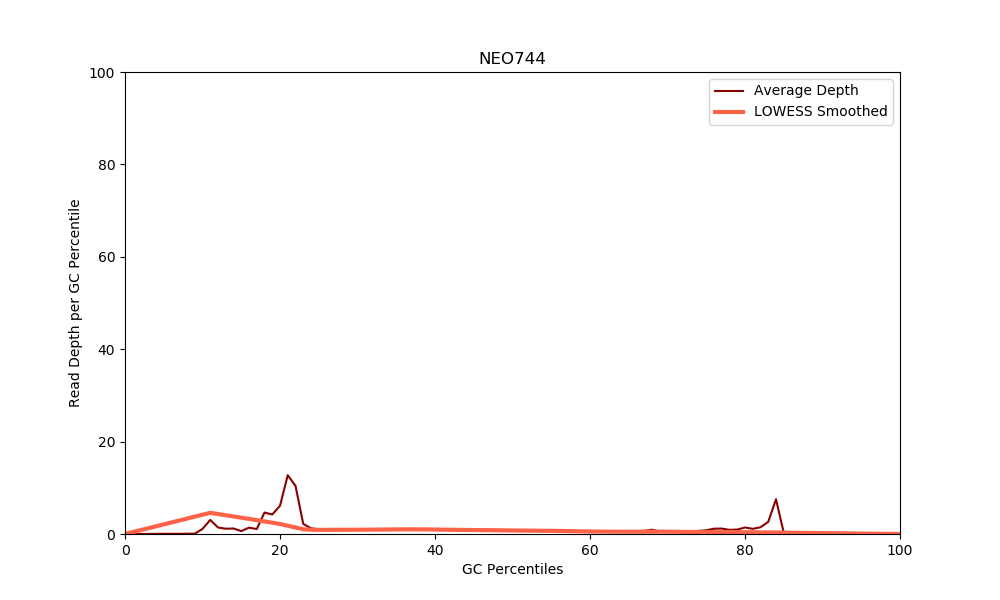 NEO744
Average Depth
LOWESS Smoothed
100
80
60
40
20
0
Read Depth per GC Percentile
0 20 40 60 80 100
GC Percentiles